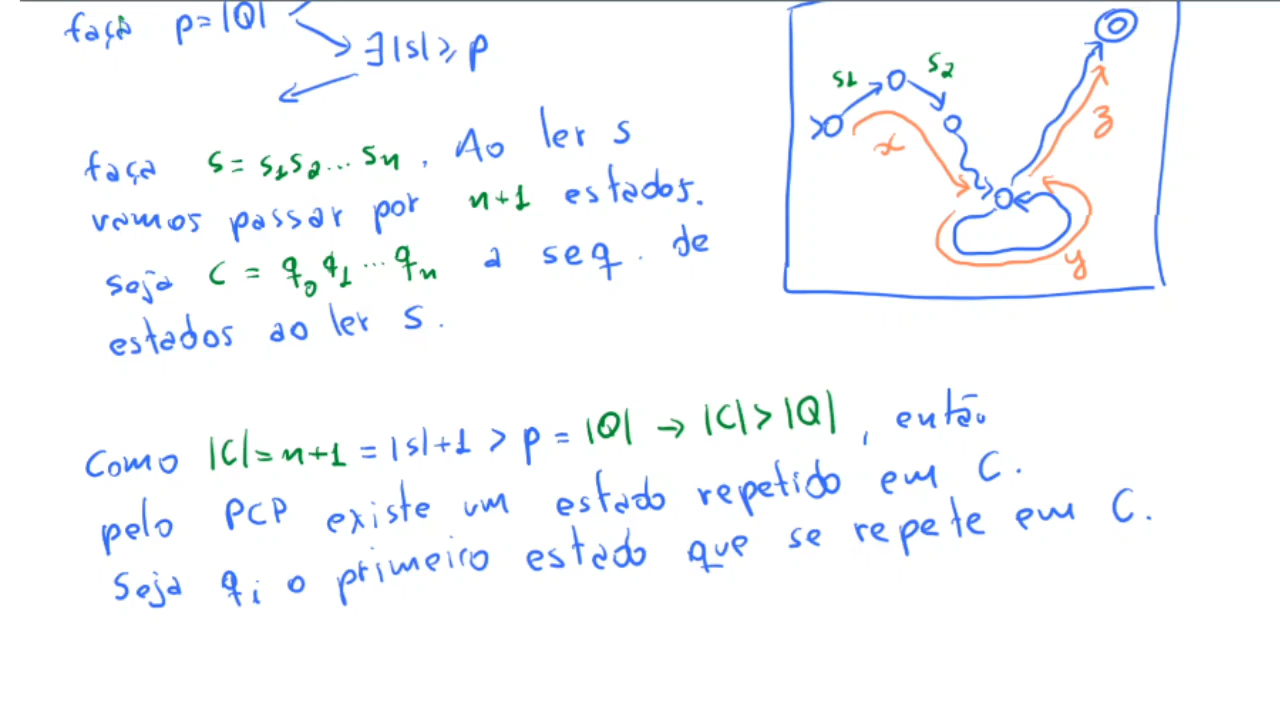 faça p=|Q|
∃|s|≥p
faça s = s1s2...sn. Ao ler s
vamos passar por n+1 estados.
seja C = q0 q1 ... qn a seq. de
estados ao ler s.
Como |C|=n+1 = |s|+1 > p = |Q| → |C|>|Q|, então
pelo PCP existe um estado repetido em C.
Seja qi o primeiro estado que se repete em C.
s1
s2
x
z
y